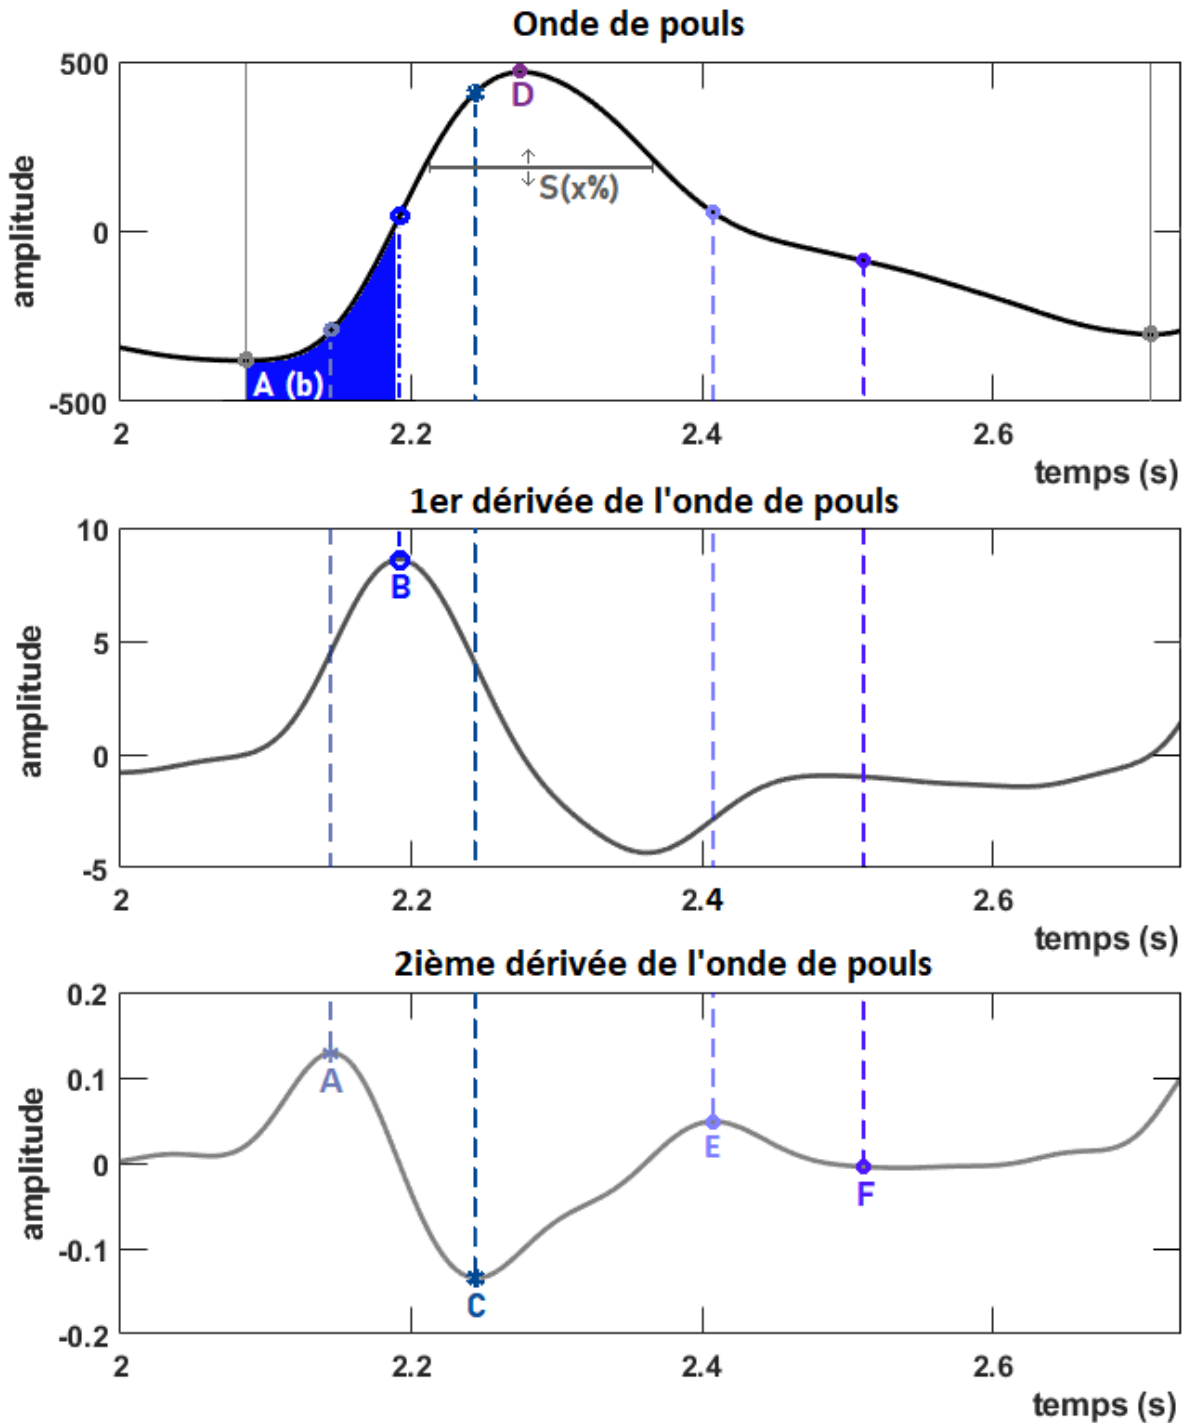 Onde de pouls
500
D
S(x%)
amplitude
0
A (b)
-500
2
2.2
2.4
2.6
temps (s)
1er dérivée de l'onde de pouls
10
B
5
amplitude
0
-5
2
2.2
2.4
2.6
temps (s)
2ième dérivée de l'onde de pouls
0.2
A
0.1
E
amplitude
0
F
-0.1
C
-0.2
2
2.2
2.4
2.6
temps (s)